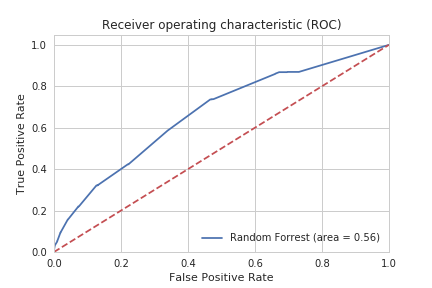 Receiver operating characteristic (ROC)
True Positive Rate
1.0
0.8
0.6
0.4
0.2
0.0
Random Forrest (area = 0.56)
0.0 0.2 0.4 0.6 0.8 1.0
False Positive Rate